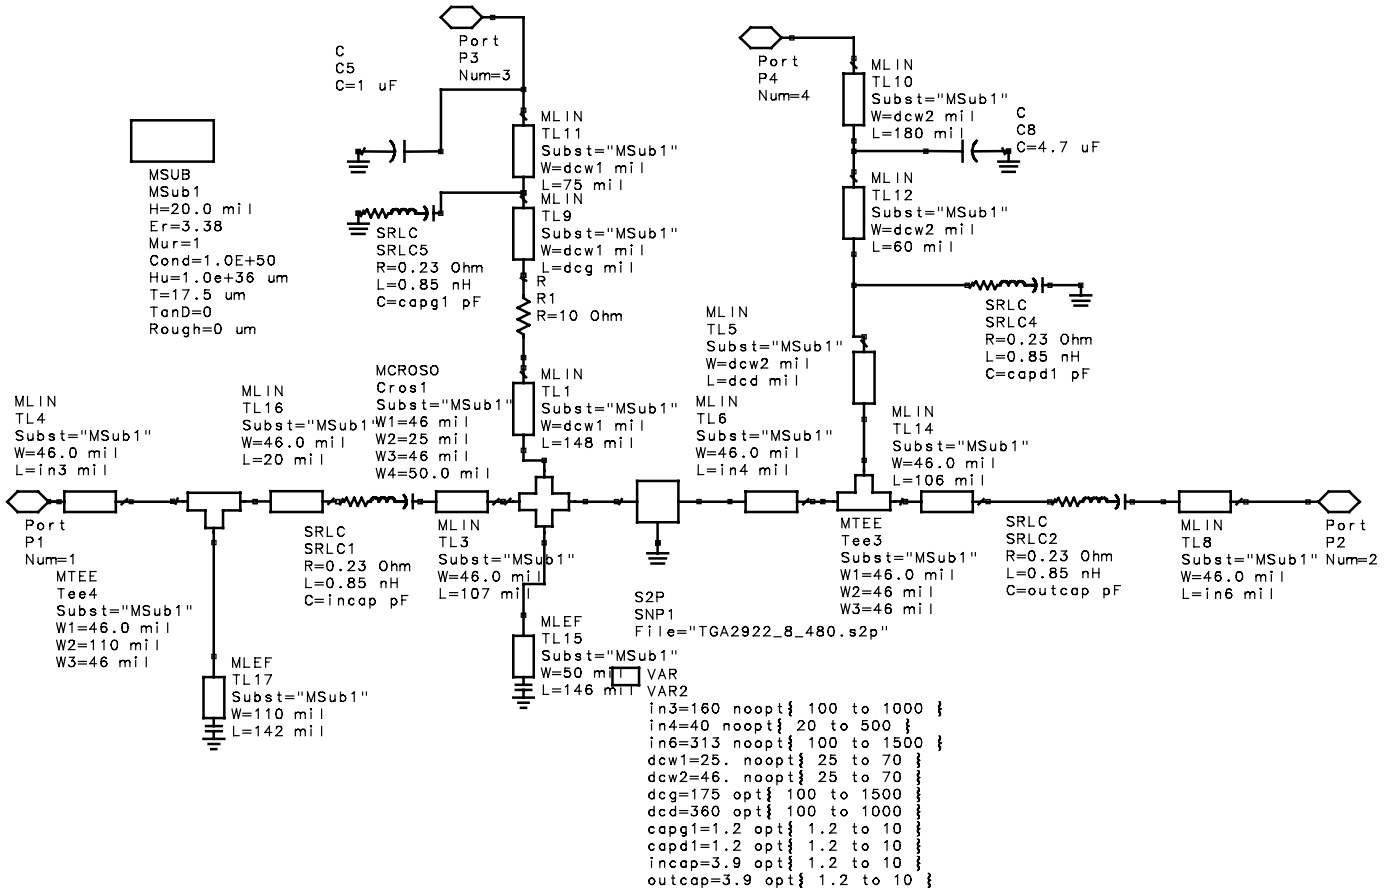 Port
P3
Num=3
C
C5
C=1 uF
Port
P4
Num=4
MLIN
TL10
Subst="MSub1"
W=dcw2 mil
L=180 mil
C
C8
C=4.7 uF
MLIN
TL11
Subst="MSub1"
W=dcw1 mil
L=75 mil
MSUB
MSub1
H=20.0 mil
Er=3.38
Mur=1
Cond=1.0E+50
Hu=1.0e+36 um
T=17.5 um
TanD=0
Rough=0 um
MLIN
TL12
Subst="MSub1"
W=dcw2 mil
L=60 mil
MLIN
TL9
Subst="MSub1"
W=dcw1 mil
L=dcg mil
SRLC
SRLC5
R=0.23 Ohm
L=0.85 nH
C=capg1 pF
R
R1
R=10 Ohm
SRLC
SRLC4
R=0.23 Ohm
L=0.85 nH
C=capd1 pF
MLIN
TL5
Subst="MSub1"
W=dcw2 mil
L=dcd mil
MLIN
TL4
Subst="MSub1"
W=46.0 mil
L=in3 mil
MLIN
TL16
Subst="MSub1"
W=46.0 mil
L=20 mil
MCROSO
Cros1
Subst="MSub1"
W1=46 mil
W2=25 mil
W3=46 mil
W4=50.0 mil
MLIN
TL1
Subst="MSub1"
W=dcw1 mil
L=148 mil
MLIN
TL6
Subst="MSub1"
W=46.0 mil
L=in4 mil
MLIN
TL14
Subst="MSub1"
W=46.0 mil
L=106 mil
Port
P1
Num=1
MTEE
Tee4
Subst="MSub1"
W1=46.0 mil
W2=110 mil
W3=46 mil
SRLC
SRLC1
R=0.23 Ohm
L=0.85 nH
C=incap pF
MLIN
TL3
Subst="MSub1"
W=46.0 mil
L=107 mil
MTEE
Tee3
Subst="MSub1"
W1=46.0 mil
W2=46 mil
W3=46 mil
SRLC
SRLC2
R=0.23 Ohm
L=0.85 nH
C=outcap pF
MLIN
TL8
Subst="MSub1"
W=46.0 mil
L=in6 mil
Port
P2
Num=2
S2P
SNP1
File="TGA2922_8_480.s2p"
MLEF
TL15
Subst="MSub1"
W=50 mil
L=146 mil
MLEF
TL17
Subst="MSub1"
W=110 mil
L=142 mil
VAR
VAR2
in3=160 noopt{ 100 to 1000 }
in4=40 noopt{ 20 to 500 }
in6=313 noopt{ 100 to 1500 }
dcw1=25. noopt{ 25 to 70 }
dcw2=46. noopt{ 25 to 70 }
dcg=175 opt{ 100 to 1500 }
dcd=360 opt{ 100 to 1000 }
capg1=1.2 opt{ 1.2 to 10 }
capd1=1.2 opt{ 1.2 to 10 }
incap=3.9 opt{ 1.2 to 10 }
outcap=3.9 opt{ 1.2 to 10 }